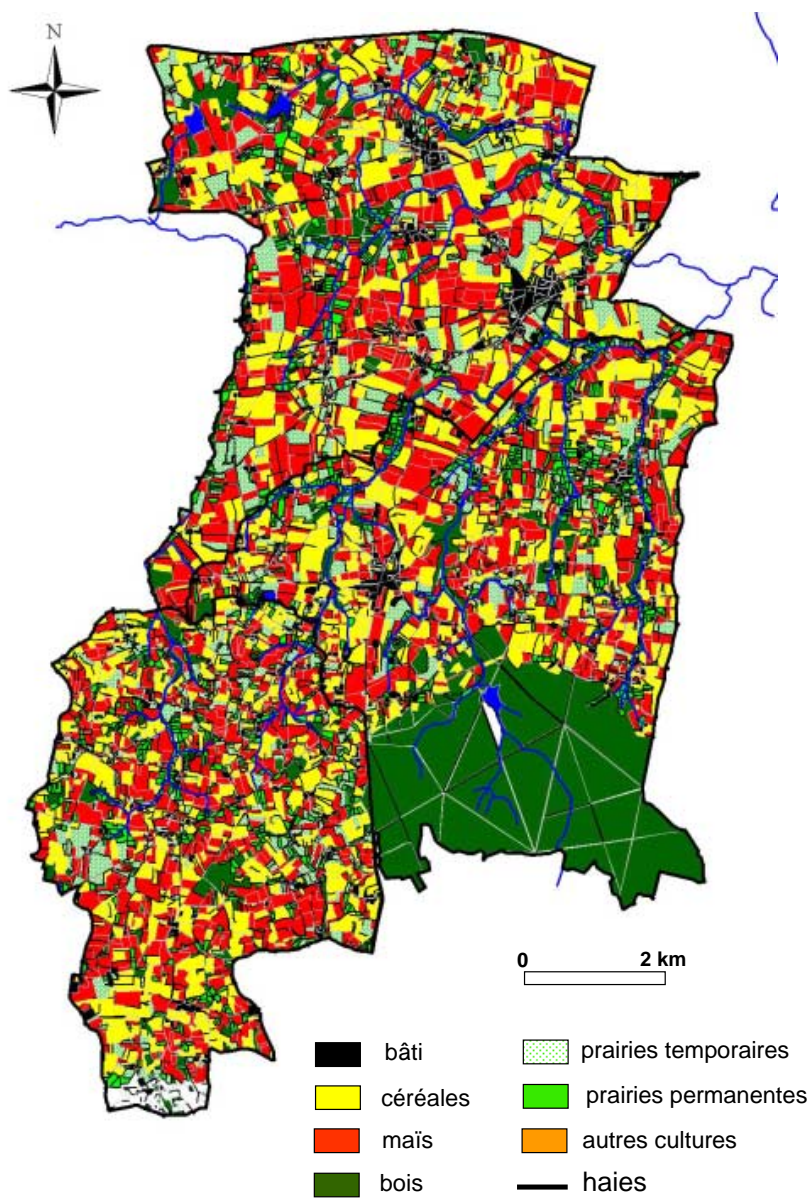 N
0 2 km
bâti
prairies temporaires
céréales
prairies permanentes
maïs
autres cultures
bois
haies